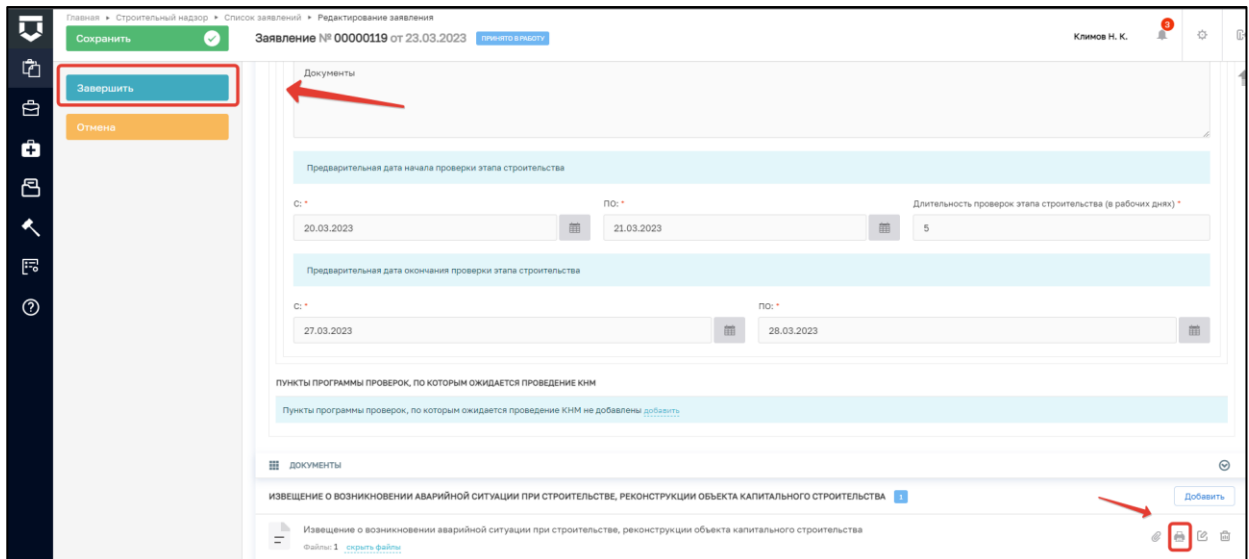 Главная ▸ Строительный надзор ▸ Список заявлений ▸ Редактирование заявления
Сохранить
Заявление № 00000119 от 23.03.2023 ПРИНЯТО В РАБОТУ
Климов Н. К.
3
Завершить
Отмена
Документы
Предварительная дата начала проверки этапа строительства
С: *
ПО: *
Длительность проверок этапа строительства (в рабочих днях) *
20.03.2023
21.03.2023
5
Предварительная дата окончания проверки этапа строительства
С: *
ПО: *
27.03.2023
28.03.2023
ПУНКТЫ ПРОГРАММЫ ПРОВЕРОК, ПО КОТОРЫМ ОЖИДАЕТСЯ ПРОВЕДЕНИЕ КНМ
Пункты программы проверок, по которым ожидается проведение КНМ не добавлены добавить
ДОКУМЕНТЫ
ИЗВЕЩЕНИЕ О ВОЗНИКНОВЕНИИ АВАРИЙНОЙ СИТУАЦИИ ПРИ СТРОИТЕЛЬСТВЕ, РЕКОНСТРУКЦИИ ОБЪЕКТА КАПИТАЛЬНОГО СТРОИТЕЛЬСТВА 1
Добавить
Извещение о возникновении аварийной ситуации при строительстве, реконструкции объекта капитального строительства
Файлы: 1 скрыть файлы